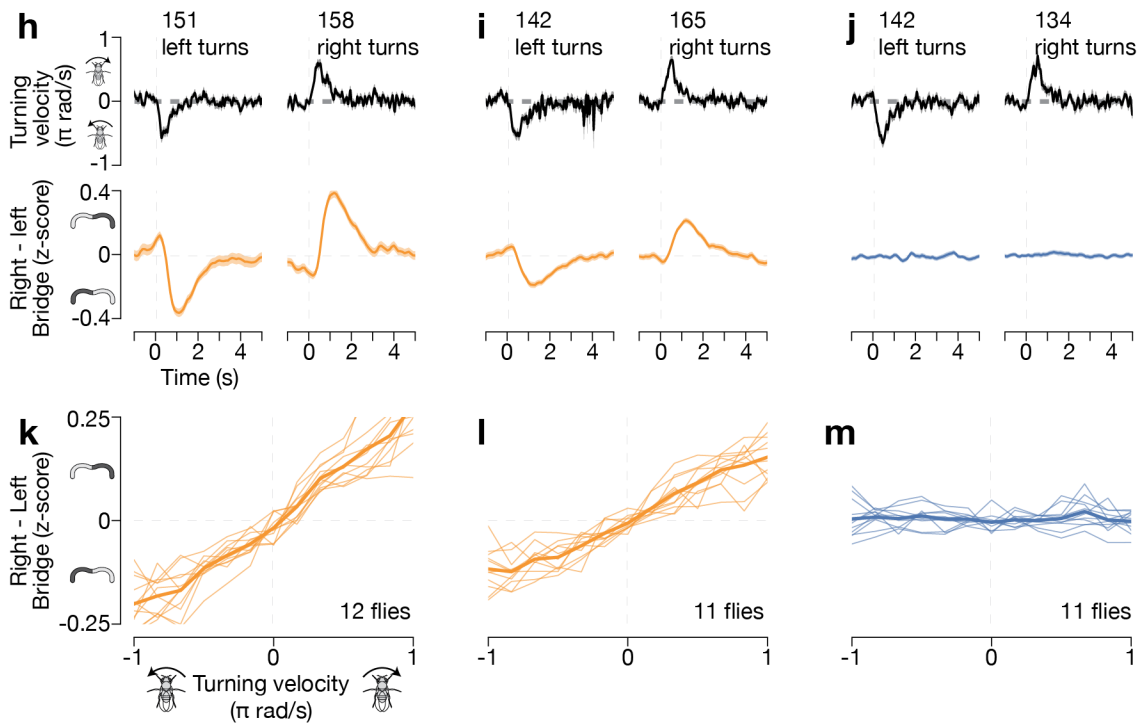 h
151
left turns
158
right turns
i
142
left turns
165
right turns
j
142
left turns
134
right turns
Turning
velocity
(π rad/s)
1
0
-1
Right - left
Bridge (z-score)
0.4
0
-0.4
0 2 4
0 2 4
0 2 4
0 2 4
0 2 4
0 2 4
Time (s)
k
l
m
Right - Left
Bridge (z-score)
0.25
0
-0.25
12 flies
11 flies
11 flies
-1 0 1
-1 0 1
-1 0 1
Turning velocity
(π rad/s)